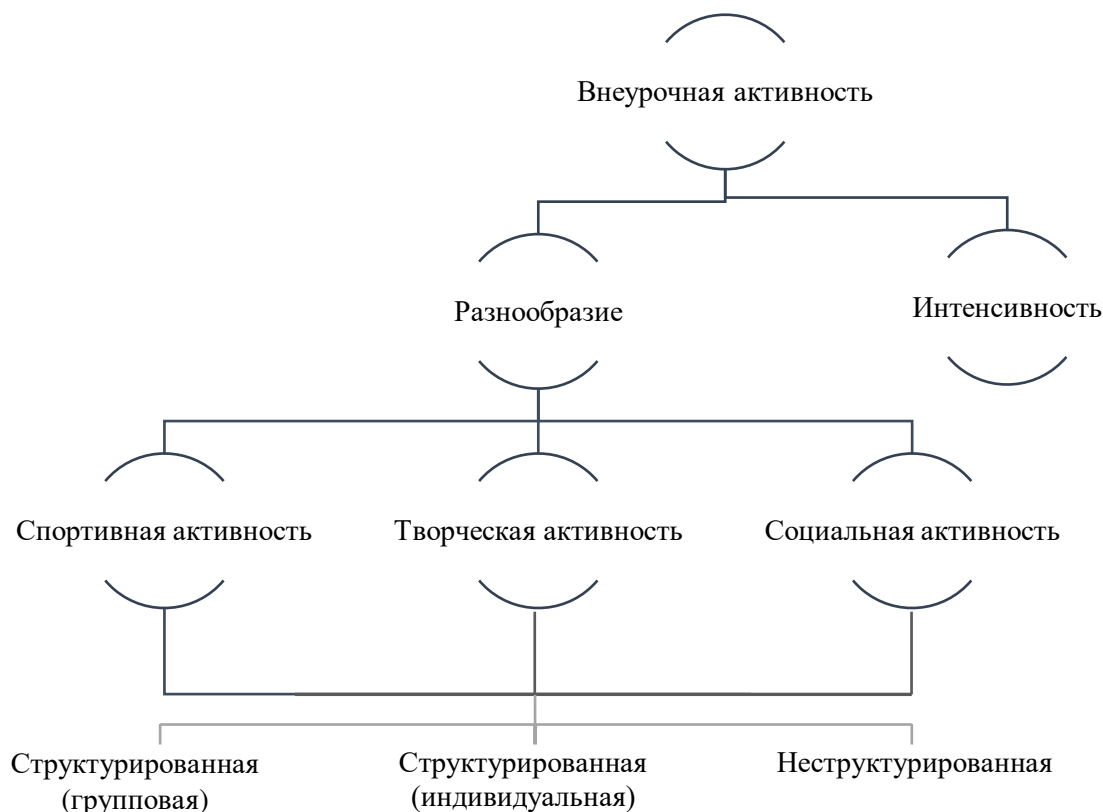 Внеурочная активность
Разнообразие
Интенсивность
Спортивная активность
Творческая активность
Социальная активность
Структурированная
(групповая)
Структурированная
(индивидуальная)
Неструктурированная